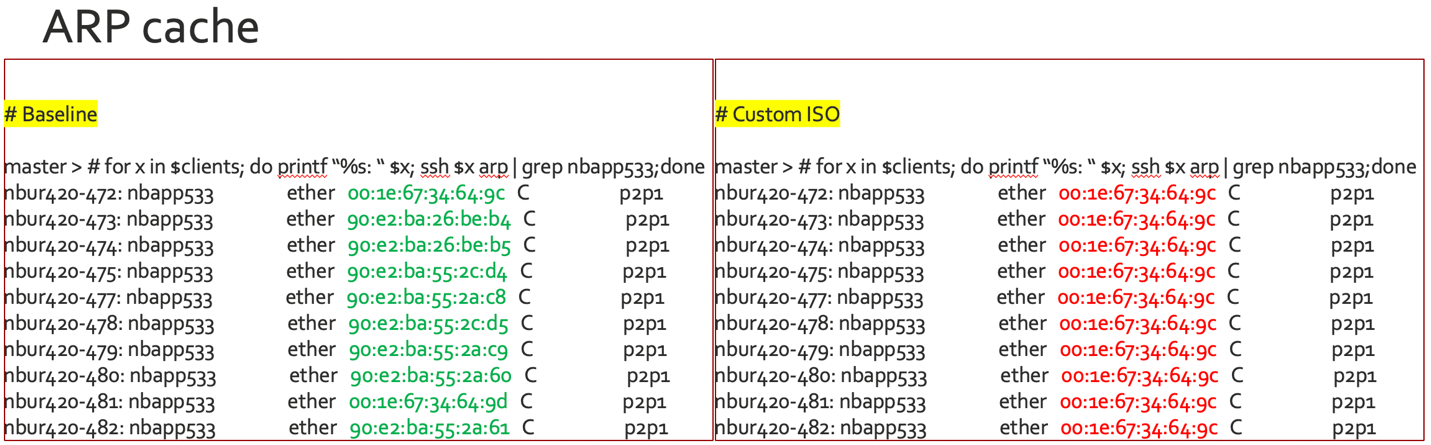 ARP cache
# Baseline
master > # for x in $clients; do printf “%s: “ $x; ssh $x arp | grep nbapp533;done
nbur420-472: nbapp533 ether 00:1e:67:34:64:9c C p2p1
nbur420-473: nbapp533 ether 90:e2:ba:26:be:b4 C p2p1
nbur420-474: nbapp533 ether 90:e2:ba:26:be:b5 C p2p1
nbur420-475: nbapp533 ether 90:e2:ba:55:2c:d4 C p2p1
nbur420-477: nbapp533 ether 90:e2:ba:55:2a:c8 C p2p1
nbur420-478: nbapp533 ether 90:e2:ba:55:2c:d5 C p2p1
nbur420-479: nbapp533 ether 90:e2:ba:55:2a:c9 C p2p1
nbur420-480: nbapp533 ether 90:e2:ba:55:2a:60 C p2p1
nbur420-481: nbapp533 ether 00:1e:67:34:64:9d C p2p1
nbur420-482: nbapp533 ether 90:e2:ba:55:2a:61 C p2p1
# Custom ISO
master > # for x in $clients; do printf “%s: “ $x; ssh $x arp | grep nbapp533;done
nbur420-472: nbapp533 ether 00:1e:67:34:64:9c C p2p1
nbur420-473: nbapp533 ether 00:1e:67:34:64:9c C p2p1
nbur420-474: nbapp533 ether 00:1e:67:34:64:9c C p2p1
nbur420-475: nbapp533 ether 00:1e:67:34:64:9c C p2p1
nbur420-477: nbapp533 ether 00:1e:67:34:64:9c C p2p1
nbur420-478: nbapp533 ether 00:1e:67:34:64:9c C p2p1
nbur420-479: nbapp533 ether 00:1e:67:34:64:9c C p2p1
nbur420-480: nbapp533 ether 00:1e:67:34:64:9c C p2p1
nbur420-481: nbapp533 ether 00:1e:67:34:64:9c C p2p1
nbur420-482: nbapp533 ether 00:1e:67:34:64:9c C p2p1